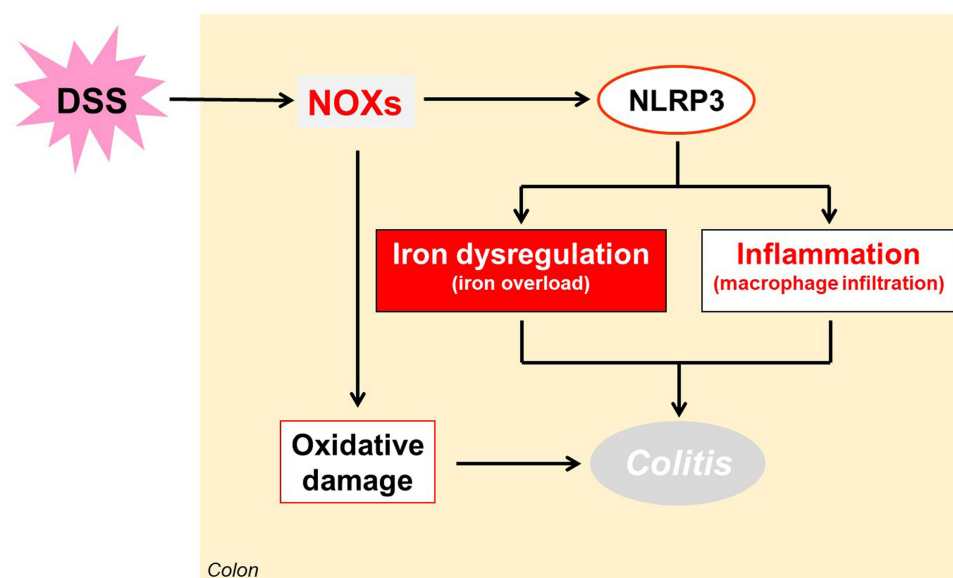 DSS
NOXs
NLRP3
Iron dysregulation
(iron overload)
Inflammation
(macrophage infiltration)
Oxidative
damage
Colitis
Colon